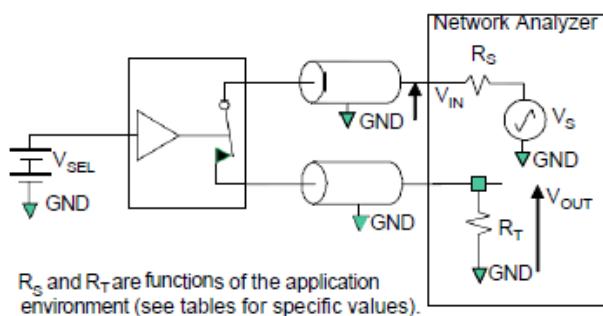 Network Analyzer
RS
VIN
VS
GND
GND
VSEL
GND
VOUT
RT
GND
GND
RS and RT are functions of the application
environment (see tables for specific values).